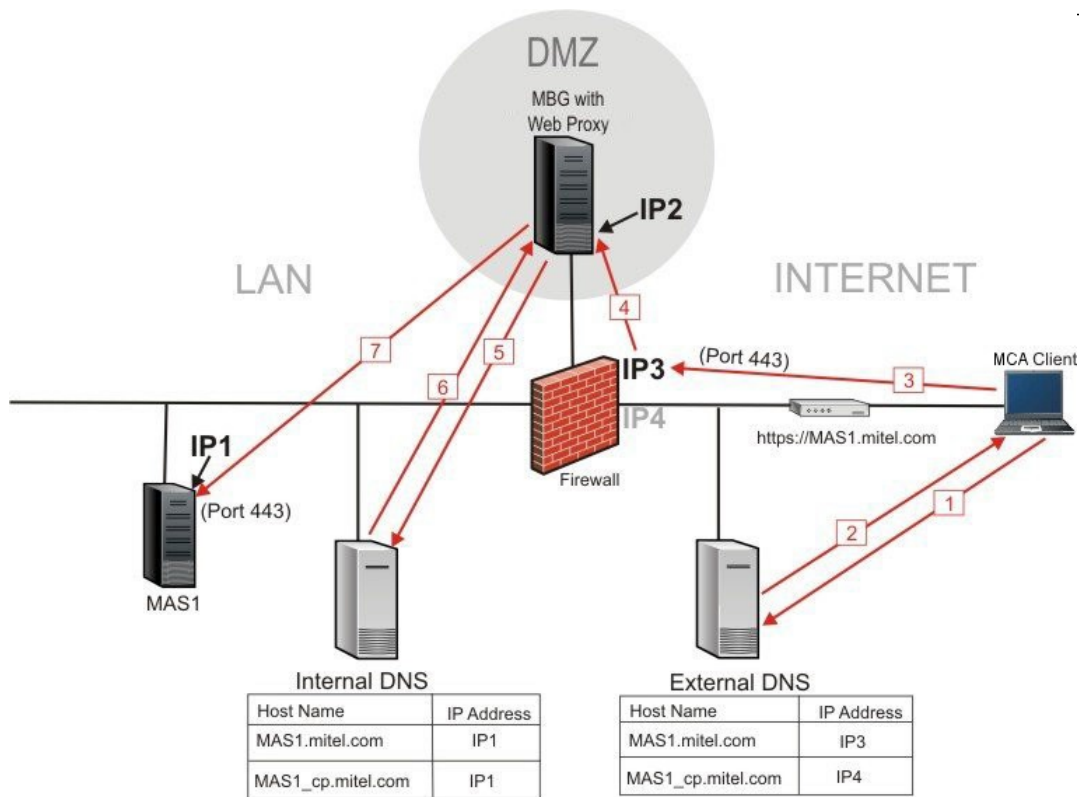 DMZ
MBG with
Web Proxy
IP2
LAN
INTERNET
4
7
6
5
IP3
(Port 443)
3
MCA Client
IP4
https://MAS1.mitel.com
IP1
Firewall
(Port 443)
2
1
MAS1
Internal DNS
Host Name IP Address
MAS1.mitel.com IP1
MAS1_cp.mitel.com IP1
External DNS
Host Name IP Address
MAS1.mitel.com IP3
MAS1_cp.mitel.com IP4